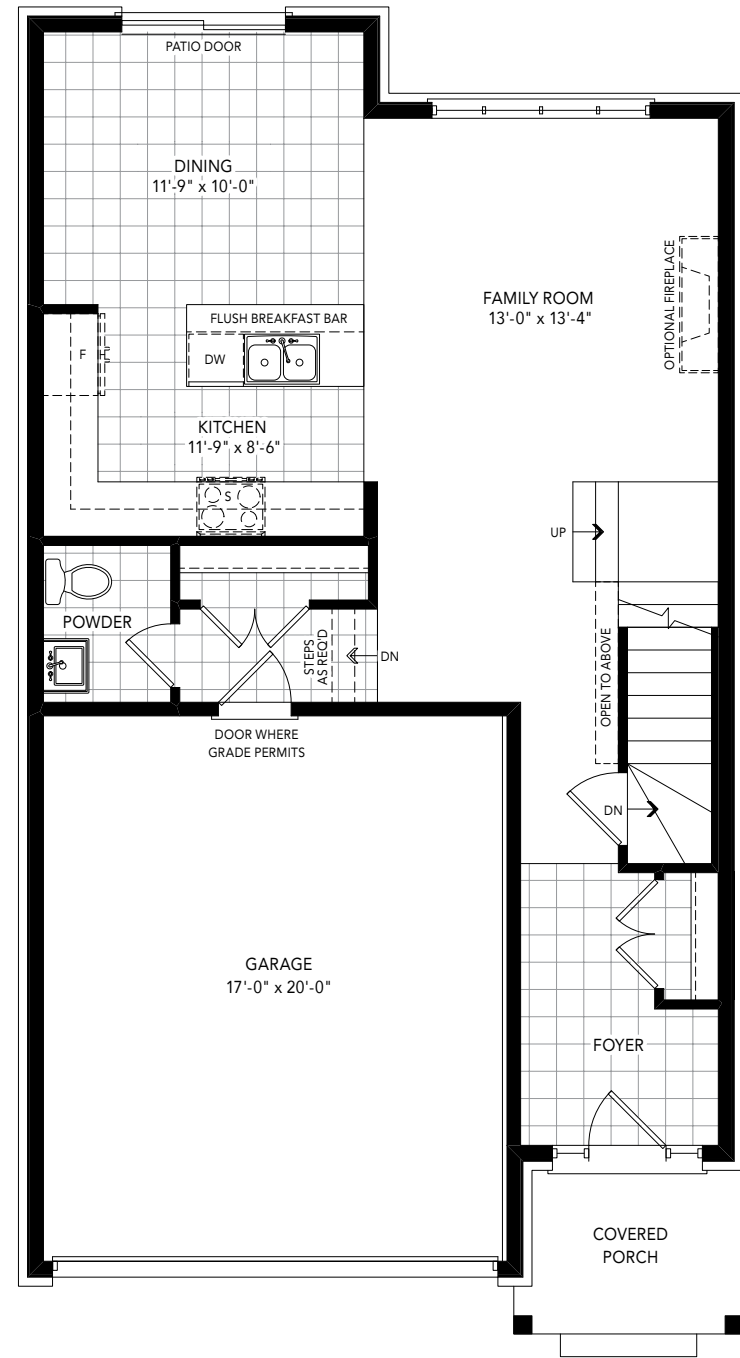 PATIO DOOR
DINING
11'-9" x 10'-0"
FAMILY ROOM
13'-0" x 13'-4"
OPTIONAL FIREPLACE
FLUSH BREAKFAST BAR
F
DW
KITCHEN
11'-9" x 8'-6"
S
UP
POWDER
STEPS
AS REQ'D
DN
OPEN TO ABOVE
DOOR WHERE
GRADE PERMITS
DN
GARAGE
17'-0" x 20'-0"
FOYER
COVERED
PORCH